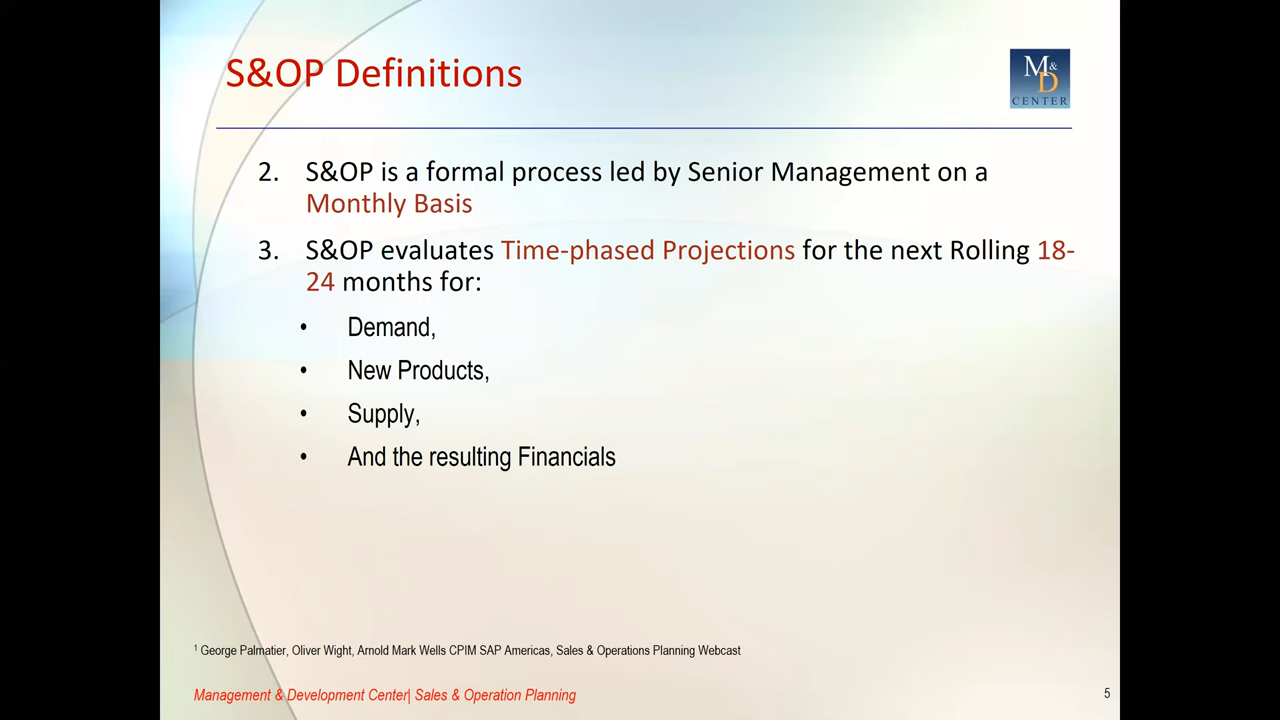 S&OP Definitions
M&
D
CENTER
2. S&OP is a formal process led by Senior Management on a
Monthly Basis
3. S&OP evaluates Time-phased Projections for the next Rolling 18-
24 months for:
• Demand,
• New Products,
• Supply,
• And the resulting Financials
1 George Palmatier, Oliver Wight, Arnold Mark Wells CPIM SAP Americas, Sales & Operations Planning Webcast
Management & Development Center| Sales & Operation Planning
5